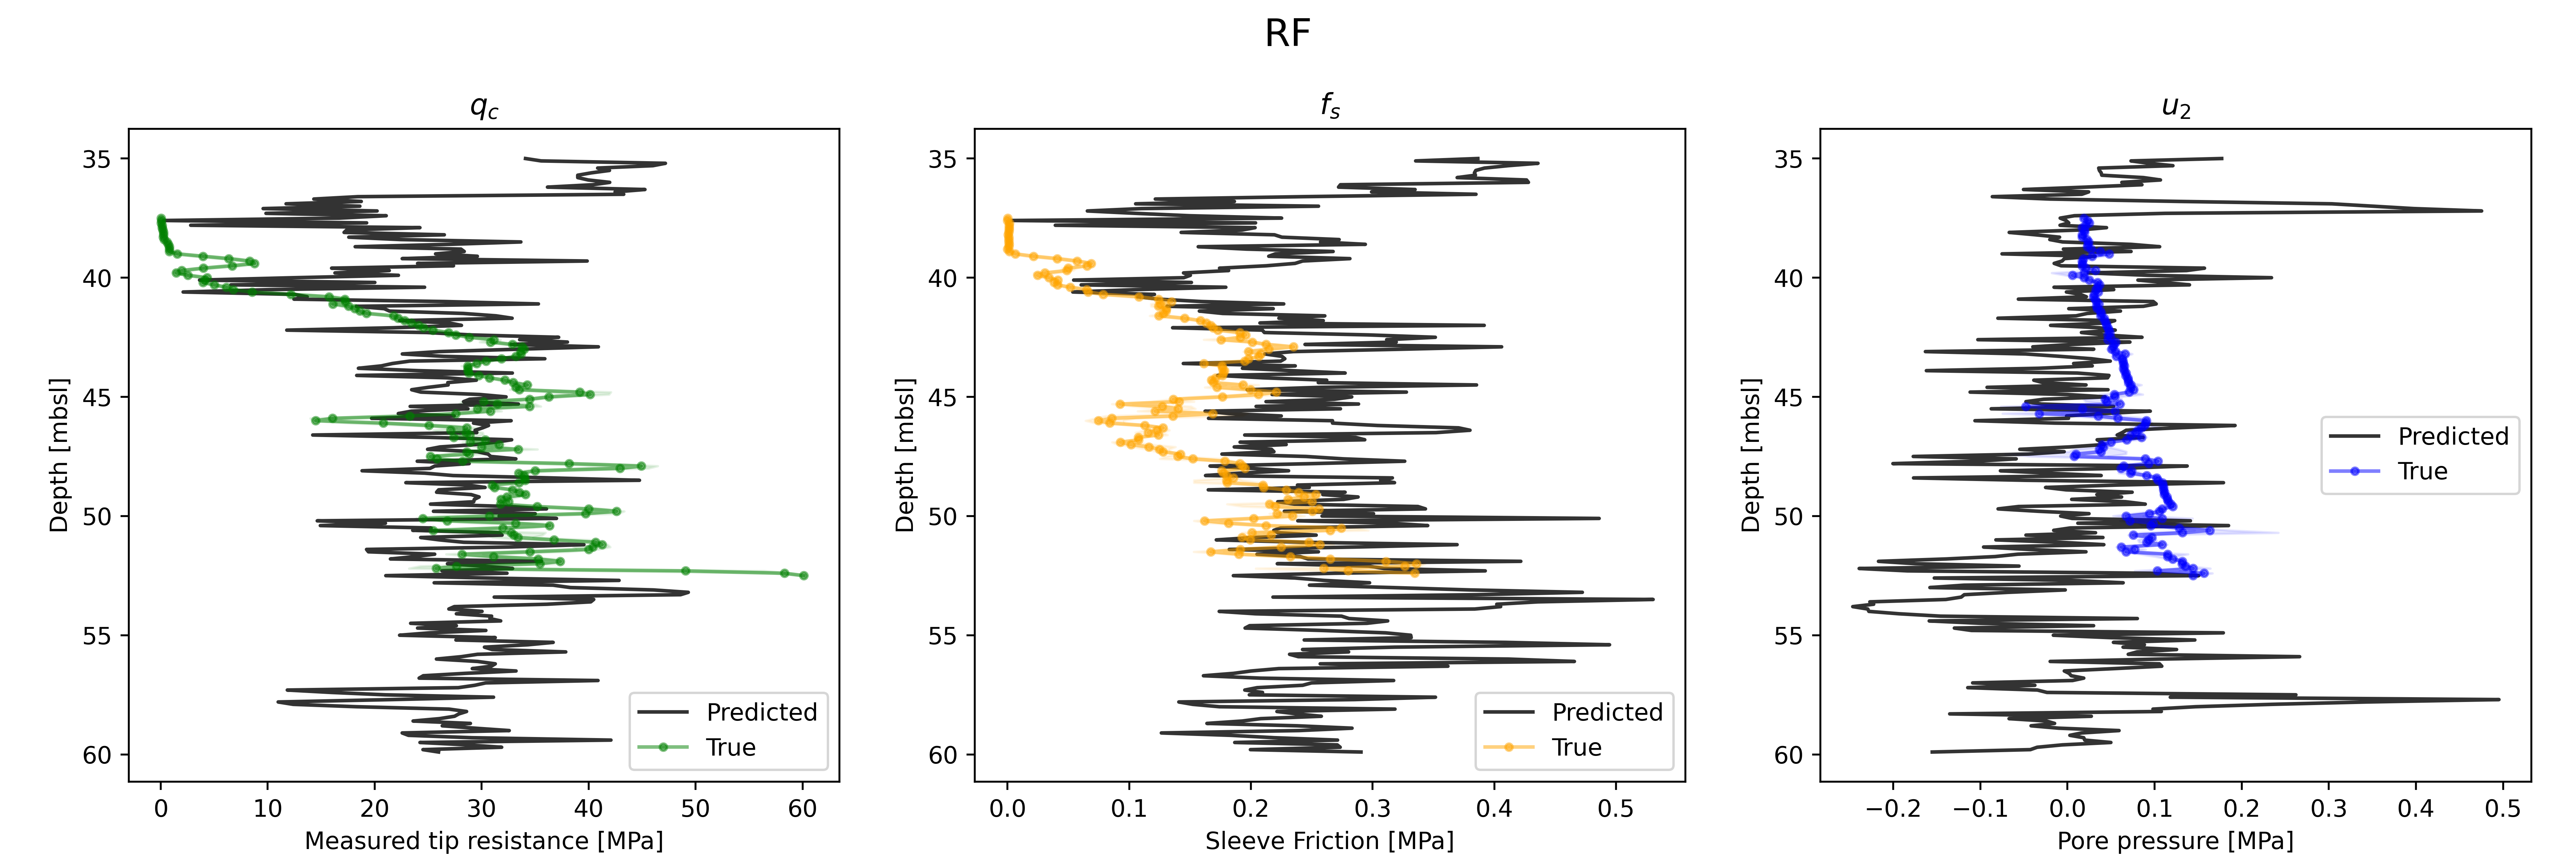 RF
q_c
35
40
45
50
55
60
Depth [mbsl]
0
10
20
30
40
50
60
Measured tip resistance [MPa]
Predicted
True
f_s
35
40
45
50
55
60
Depth [mbsl]
0.0
0.1
0.2
0.3
0.4
0.5
Sleeve Friction [MPa]
Predicted
True
u_2
35
40
45
50
55
60
Depth [mbsl]
−0.2
−0.1
0.0
0.1
0.2
0.3
0.4
0.5
Pore pressure [MPa]
Predicted
True